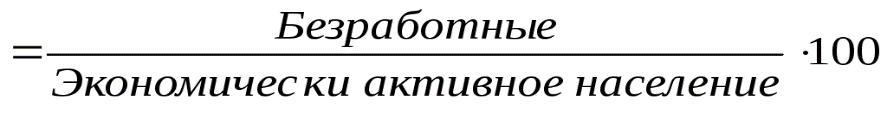 Безработные
= ·100
Экономически активное население